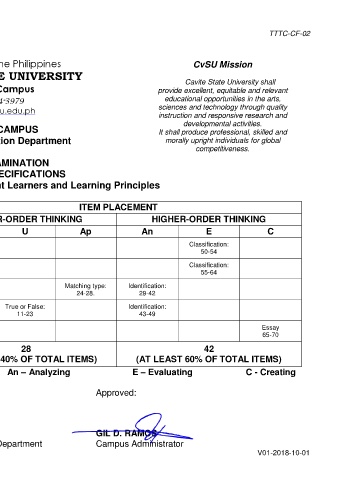 TTTC-CF-02
he Philippines
E UNIVERSITY
Campus
4-3979
u.edu.ph
CvSU Mission
Cavite State University shall
provide excellent, equitable and relevant
educational opportunities in the arts,
sciences and technology through quality
instruction and responsive research and
developmental activities.
It shall produce professional, skilled and
morally upright individuals for global
competitiveness.
CAMPUS
tion Department
AMINATION
PECIFICATIONS
nt Learners and Learning Principles
ITEM PLACEMENT
R-ORDER THINKING HIGHER-ORDER THINKING
U Ap An E C
Classification:
50-54
Classification:
55-64
Matching type: Identification:
24-28. 29-42
True or False: Identification:
11-23 43-49
Essay
65-70
28 42
40% OF TOTAL ITEMS) (AT LEAST 60% OF TOTAL ITEMS)
An – Analyzing E – Evaluating C - Creating
Approved:
GIL D. RAMOS
Department Campus Administrator
V01-2018-10-01